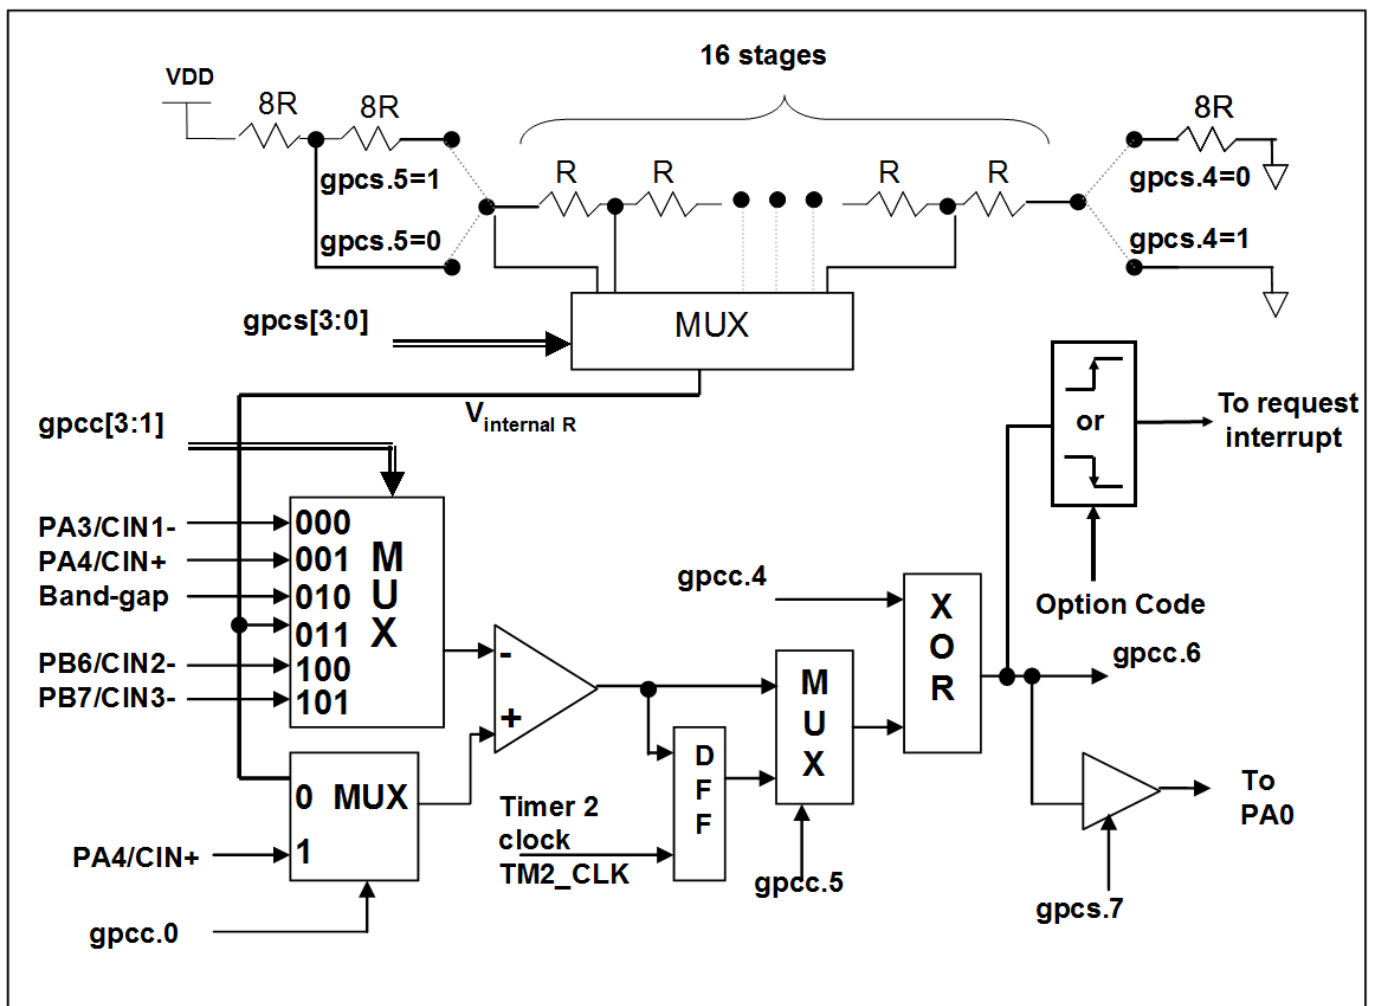 16 stages
VDD
8R
8R
8R
gpcs.5=1
R
R
R
R
gpcs.4=0
gpcs.5=0
gpcs.4=1
gpcs[3:0]
MUX
V internal R
gpcc[3:1]
or
To request
interrupt
PA3/CIN1-
000
PA4/CIN+
001
M
Band-gap
010
U
011
X
PB6/CIN2-
100
PB7/CIN3-
101
-
+
gpcc.4
X
O
R
Option Code
gpcc.6
M
U
X
D
F
F
0 MUX
1
PA4/CIN+
Timer 2
clock
TM2_CLK
To
PA0
gpcc.5
gpcs.7
gpcc.0